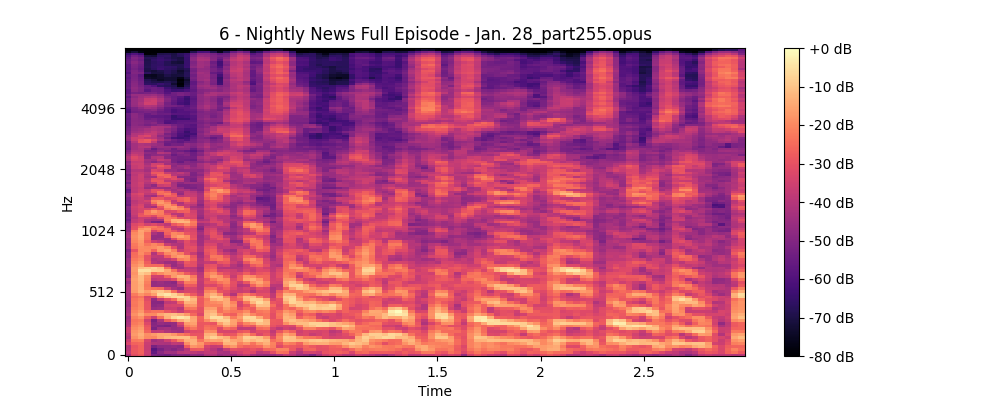 6 - Nightly News Full Episode - Jan. 28_part255.opus
Hz
4096
2048
1024
512
0
0
0.5
1
1.5
2
2.5
Time
+0 dB
-10 dB
-20 dB
-30 dB
-40 dB
-50 dB
-60 dB
-70 dB
-80 dB